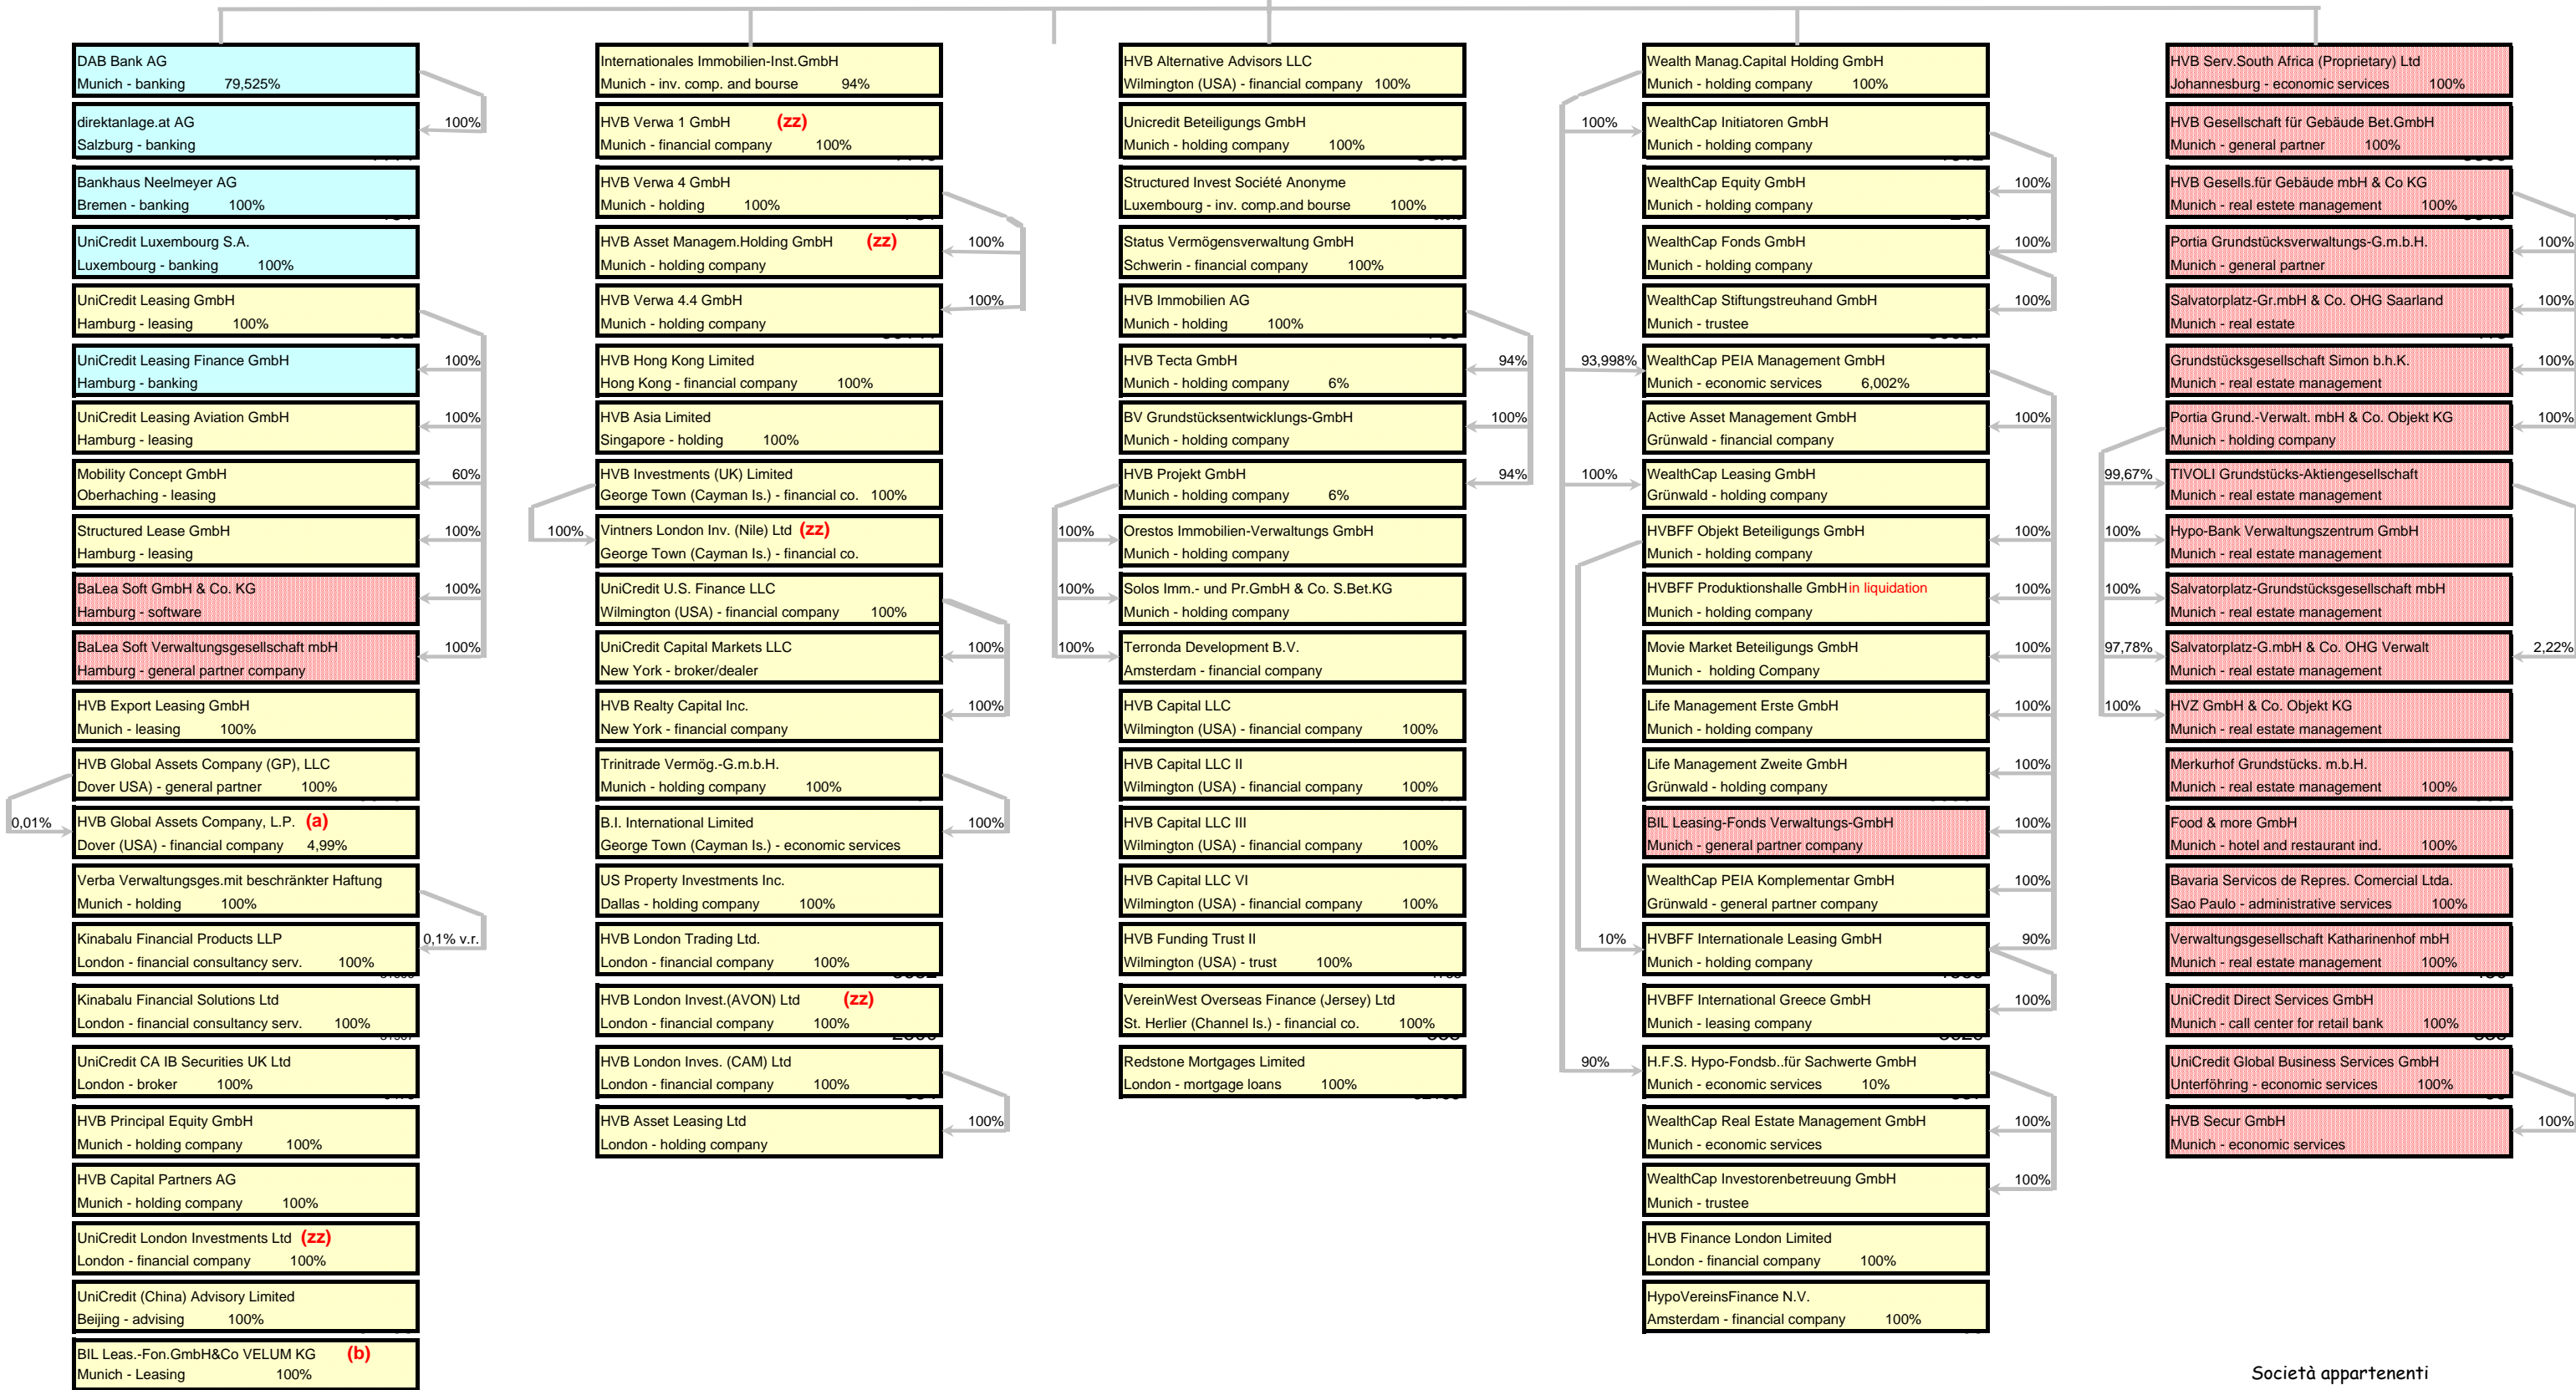 DAB Bank AG
Munich - banking 79,525%
direktanlage.at AG
100%
Salzburg - banking
Bankhaus Neelmeyer AG
Bremen - banking 100%
UniCredit Luxembourg S.A.
Luxembourg - banking 100%
UniCredit Leasing GmbH
Hamburg - leasing 100%
UniCredit Leasing Finance GmbH
100%
Hamburg - banking
UniCredit Leasing Aviation GmbH
100%
Hamburg - leasing
Mobility Concept GmbH
60%
Oberhaching - leasing
Structured Lease GmbH
100%
Hamburg - leasing
BaLea Soft GmbH & Co. KG
100%
Hamburg - software
BaLea Soft Verwaltungsgesellschaft mbH
100%
Hamburg - general partner company
HVB Export Leasing GmbH
Munich - leasing 100%
HVB Global Assets Company (GP), LLC
Dover USA) - general partner 100%
0,01%
HVB Global Assets Company, L.P. (a)
Dover (USA) - financial company 4,99%
Verba Verwaltungsges.mit beschränkter Haftung
Munich - holding 100%
Kinabalu Financial Products LLP
0,1% v.r.
London - financial consultancy serv. 100%
Kinabalu Financial Solutions Ltd
London - financial consultancy serv. 100%
UniCredit CA IB Securities UK Ltd
London - broker 100%
HVB Principal Equity GmbH
Munich - holding company 100%
HVB Capital Partners AG
Munich - holding company 100%
UniCredit London Investments Ltd (zz)
London - financial company 100%
UniCredit (China) Advisory Limited
Beijing - advising 100%
BIL Leas.-Fon.GmbH&Co VELUM KG (b)
Munich - Leasing 100%
Internationales Immobilien-Inst.GmbH
Munich - inv. comp. and bourse 94%
HVB Verwa 1 GmbH (zz)
Munich - financial company 100%
HVB Verwa 4 GmbH
Munich - holding 100%
HVB Asset Managem.Holding GmbH (zz)
100%
Munich - holding company
HVB Verwa 4.4 GmbH
100%
Munich - holding company
HVB Hong Kong Limited
Hong Kong - financial company 100%
HVB Asia Limited
Singapore - holding 100%
HVB Investments (UK) Limited
George Town (Cayman Is.) - financial co. 100%
100%
Vintners London Inv. (Nile) Ltd (zz)
George Town (Cayman Is.) - financial co.
UniCredit U.S. Finance LLC
Wilmington (USA) - financial company 100%
UniCredit Capital Markets LLC
100%
New York - broker/dealer
HVB Realty Capital Inc.
100%
New York - financial company
Trinitrade Vermög.-G.m.b.H.
Munich - holding company 100%
B.I. International Limited
100%
George Town (Cayman Is.) - economic services
US Property Investments Inc.
Dallas - holding company 100%
HVB London Trading Ltd.
London - financial company 100%
HVB London Invest.(AVON) Ltd (zz)
London - financial company 100%
HVB London Inves. (CAM) Ltd
London - financial company 100%
HVB Asset Leasing Ltd
100%
London - holding company
HVB Alternative Advisors LLC
Wilmington (USA) - financial company 100%
Unicredit Beteiligungs GmbH
Munich - holding company 100%
Structured Invest Société Anonyme
Luxembourg - inv. comp.and bourse 100%
Status Vermögensverwaltung GmbH
Schwerin - financial company 100%
HVB Immobilien AG
Munich - holding 100%
HVB Tecta GmbH
94%
Munich - holding company 6%
BV Grundstücksentwicklungs-GmbH
100%
Munich - holding company
HVB Projekt GmbH
94%
Munich - holding company 6%
100%
Orestos Immobilien-Verwaltungs GmbH
Munich - holding company
100%
Solos Imm.- und Pr.GmbH & Co. S.Bet.KG
Munich - holding company
100%
Terronda Development B.V.
Amsterdam - financial company
HVB Capital LLC
Wilmington (USA) - financial company 100%
HVB Capital LLC II
Wilmington (USA) - financial company 100%
HVB Capital LLC III
Wilmington (USA) - financial company 100%
HVB Capital LLC VI
Wilmington (USA) - financial company 100%
HVB Funding Trust II
Wilmington (USA) - trust 100%
VereinWest Overseas Finance (Jersey) Ltd
St. Herlier (Channel Is.) - financial co. 100%
Redstone Mortgages Limited
London - mortgage loans 100%
Wealth Manag.Capital Holding GmbH
Munich - holding company 100%
100%
WealthCap Initiatoren GmbH
Munich - holding company
WealthCap Equity GmbH
100%
Munich - holding company
WealthCap Fonds GmbH
100%
Munich - holding company
WealthCap Stiftungstreuhand GmbH
100%
Munich - trustee
93,998%
WealthCap PEIA Management GmbH
Munich - economic services 6,002%
Active Asset Management GmbH
100%
Grünwald - financial company
100%
WealthCap Leasing GmbH
Grünwald - holding company
HVBFF Objekt Beteiligungs GmbH
100%
Munich - holding company
HVBFF Produktionshalle GmbH in liquidation
100%
Munich - holding company
Movie Market Beteiligungs GmbH
100%
Munich - holding Company
Life Management Erste GmbH
100%
Munich - holding company
Life Management Zweite GmbH
100%
Grünwald - holding company
BIL Leasing-Fonds Verwaltungs-GmbH
100%
Munich - general partner company
WealthCap PEIA Komplementar GmbH
100%
Grünwald - general partner company
10%
HVBFF Internationale Leasing GmbH
90%
Munich - holding company
HVBFF International Greece GmbH
100%
Munich - leasing company
90%
H.F.S. Hypo-Fondsb..für Sachwerte GmbH
Munich - economic services 10%
WealthCap Real Estate Management GmbH
100%
Munich - economic services
WealthCap Investorenbetreuung GmbH
100%
Munich - trustee
HVB Finance London Limited
London - financial company 100%
HypoVereinsFinance N.V.
Amsterdam - financial company 100%
HVB Serv.South Africa (Proprietary) Ltd
Johannesburg - economic services 100%
HVB Gesellschaft für Gebäude Bet.GmbH
Munich - general partner 100%
HVB Gesells.für Gebäude mbH & Co KG
Munich - real estete management 100%
Portia Grundstücksverwaltungs-G.m.b.H.
100%
Munich - general partner
Salvatorplatz-Gr.mbH & Co. OHG Saarland
100%
Munich - real estate
Grundstücksgesellschaft Simon b.h.K.
100%
Munich - real estate management
Portia Grund.-Verwalt. mbH & Co. Objekt KG
100%
Munich - holding company
99,67%
TIVOLI Grundstücks-Aktiengesellschaft
Munich - real estate management
100%
Hypo-Bank Verwaltungszentrum GmbH
Munich - real estate management
100%
Salvatorplatz-Grundstücksgesellschaft mbH
Munich - real estate management
97,78%
Salvatorplatz-G.mbH & Co. OHG Verwalt
2,22%
Munich - real estate management
100%
HVZ GmbH & Co. Objekt KG
Munich - real estate management
Merkurhof Grundstücks. m.b.H.
Munich - real estate management 100%
Food & more GmbH
Munich - hotel and restaurant ind. 100%
Bavaria Servicos de Repres. Comercial Ltda.
Sao Paulo - administrative services 100%
Verwaltungsgesellschaft Katharinenhof mbH
Munich - real estate management 100%
UniCredit Direct Services GmbH
Munich - call center for retail bank 100%
UniCredit Global Business Services GmbH
Unterföhring - economic services 100%
HVB Secur GmbH
100%
Munich - economic services
Società appartenenti